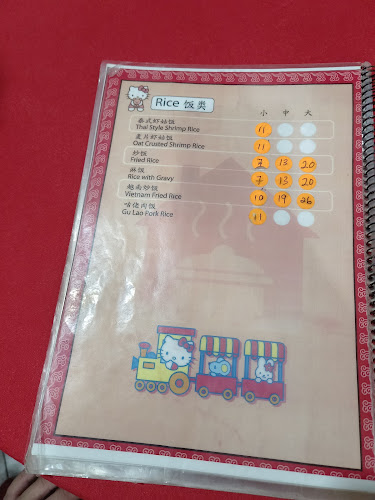 Rice 饭类
小 中 大
泰式虾姑饭
Thai Style Shrimp Rice 11
麦片虾姑饭
Oat Crusted Shrimp Rice 11
炒饭
Fried Rice 7 13 20
淋饭
Rice with Gravy 7 13 20
越南炒饭
Vietnam Fried Rice 10 19 26
咕佬肉饭
Gu Lao Pork Rice 11